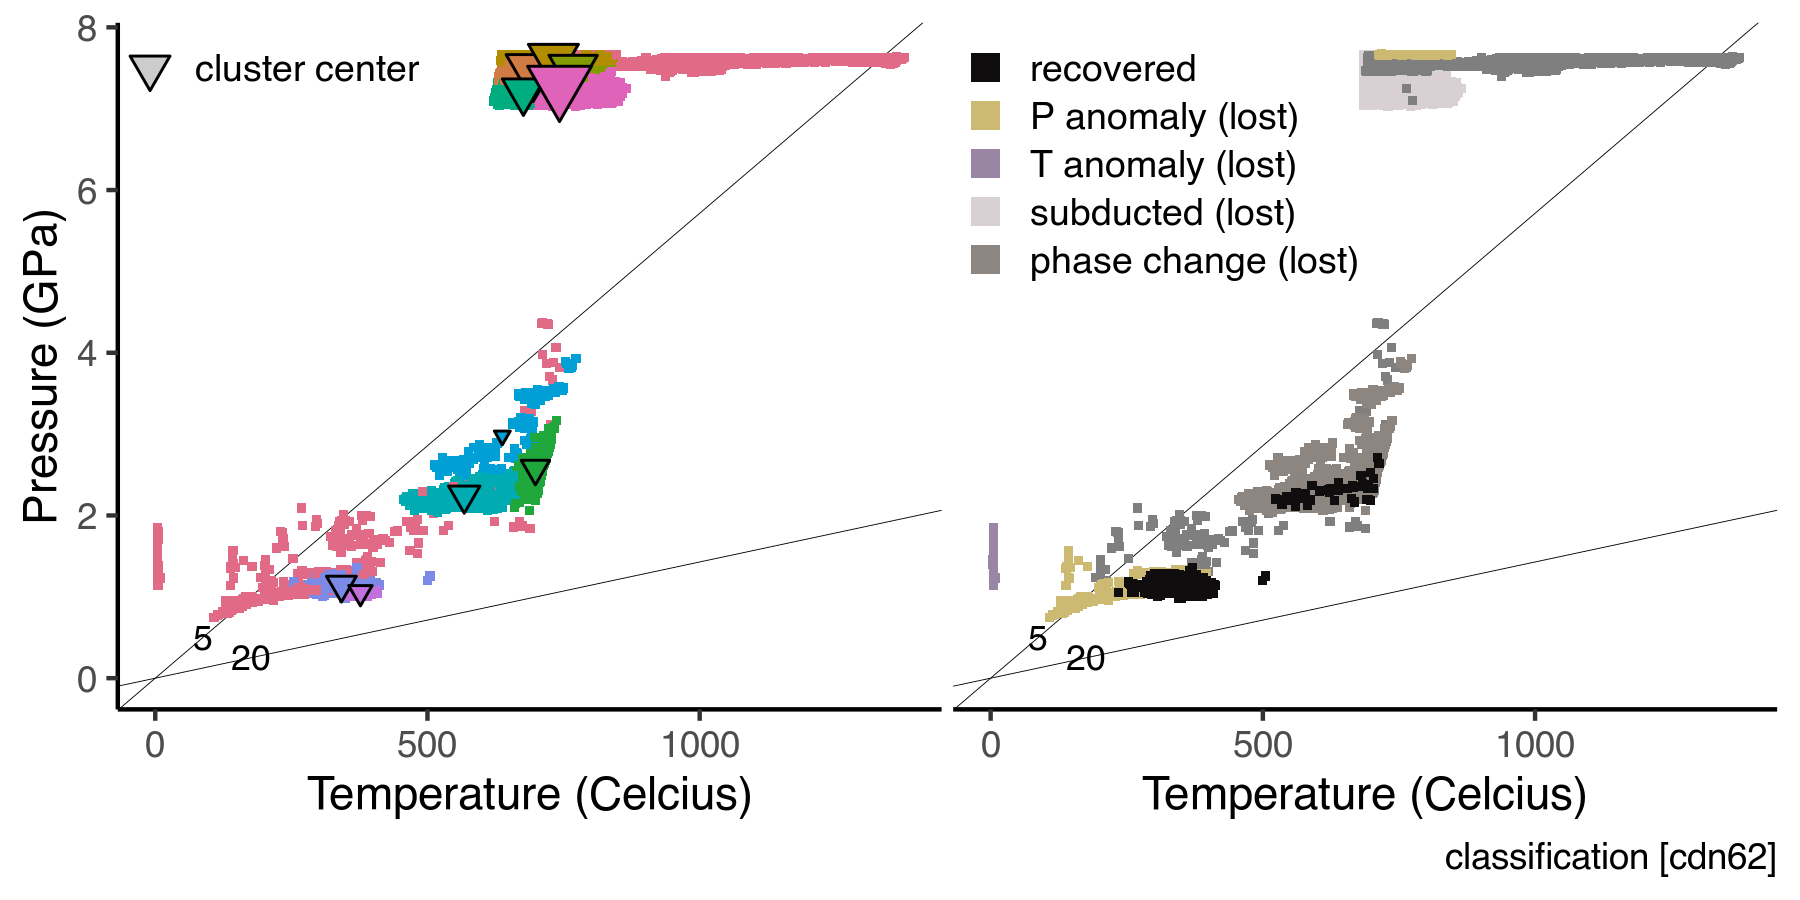 cluster center
recovered
P anomaly (lost)
T anomaly (lost)
subducted (lost)
phase change (lost)
Pressure (GPa)
8
6
4
2
0
5
20
5
20
0
500
1000
0
500
1000
Temperature (Celcius)
Temperature (Celcius)
classification [cdn62]